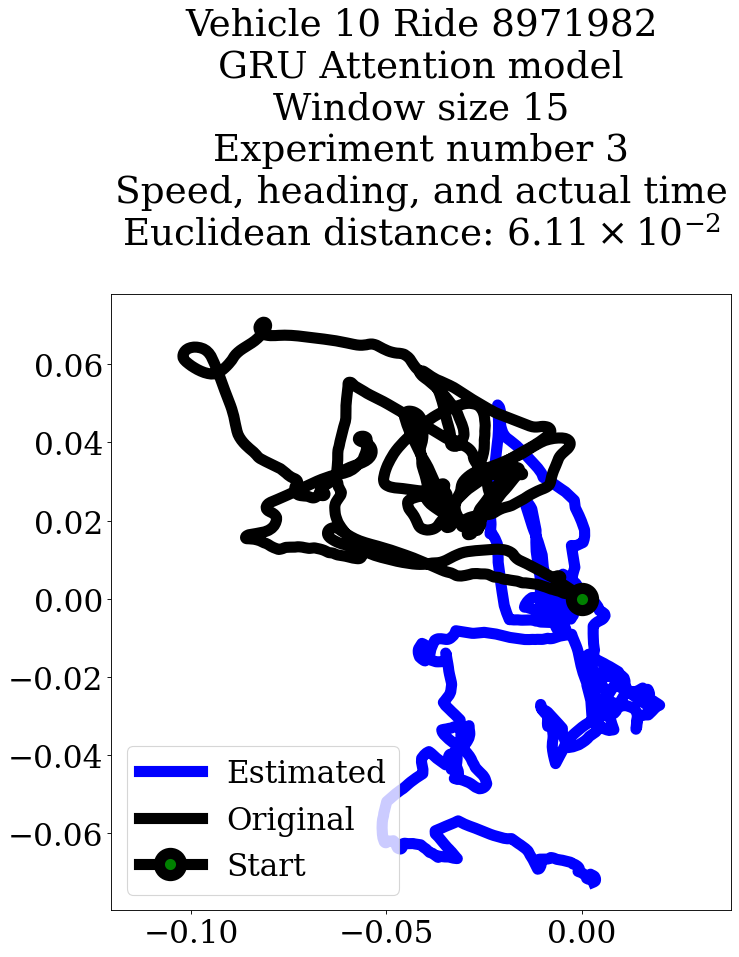 Vehicle 10 Ride 8971982
GRU Attention model
Window size 15
Experiment number 3
Speed, heading, and actual time
Euclidean distance: 6.11 × 10⁻²
0.06
0.04
0.02
0.00
−0.02
−0.04
−0.06
Estimated
Original
Start
−0.10
−0.05
0.00